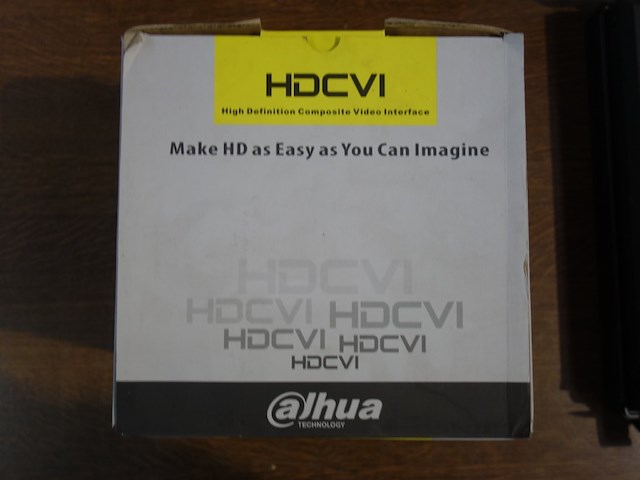 HDCVI
High Definition Composite Video Interface
Make HD as Easy as You Can Imagine
HDCVI
HDCVI HDCVI
HDCVI HDCVI
HDCVI
alhua
TECHNOLOGY